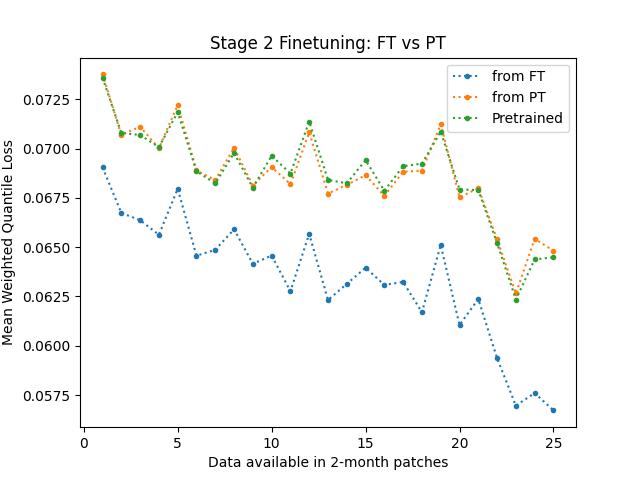 Stage 2 Finetuning: FT vs PT
from FT
from PT
Pretrained
Mean Weighted Quantile Loss
0.0725
0.0700
0.0675
0.0650
0.0625
0.0600
0.0575
0 5 10 15 20 25
Data available in 2-month patches